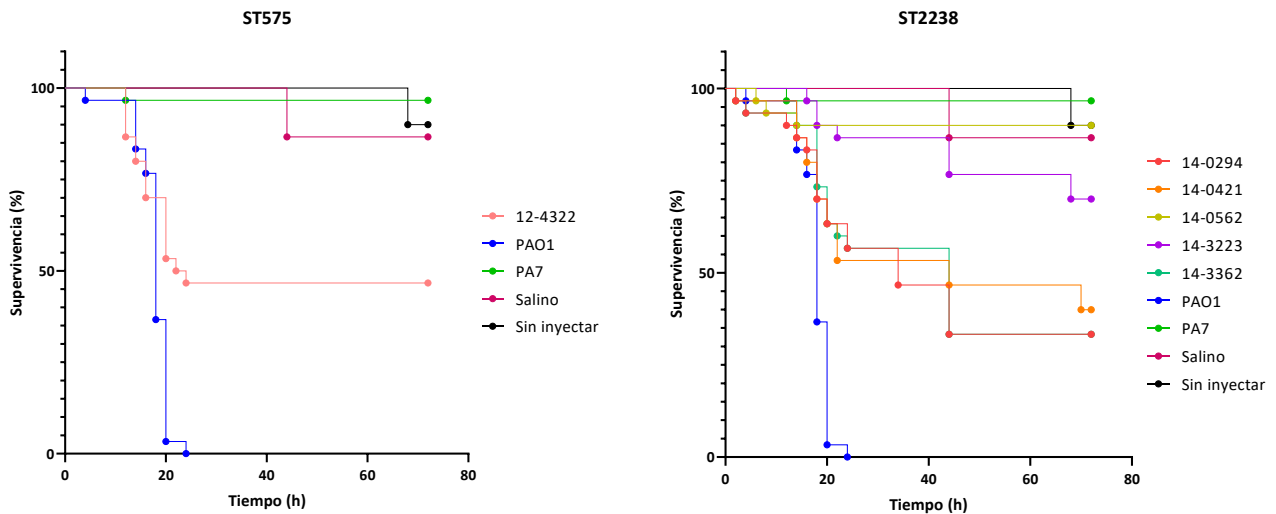 ST575
Supervivencia (%)
100
50
0
0 20 40 60 80
Tiempo (h)
12-4322
PAO1
PA7
Salino
Sin inyectar
ST2238
Supervivencia (%)
100
50
0
0 20 40 60 80
Tiempo (h)
14-0294
14-0421
14-0562
14-3223
14-3362
PAO1
PA7
Salino
Sin inyectar